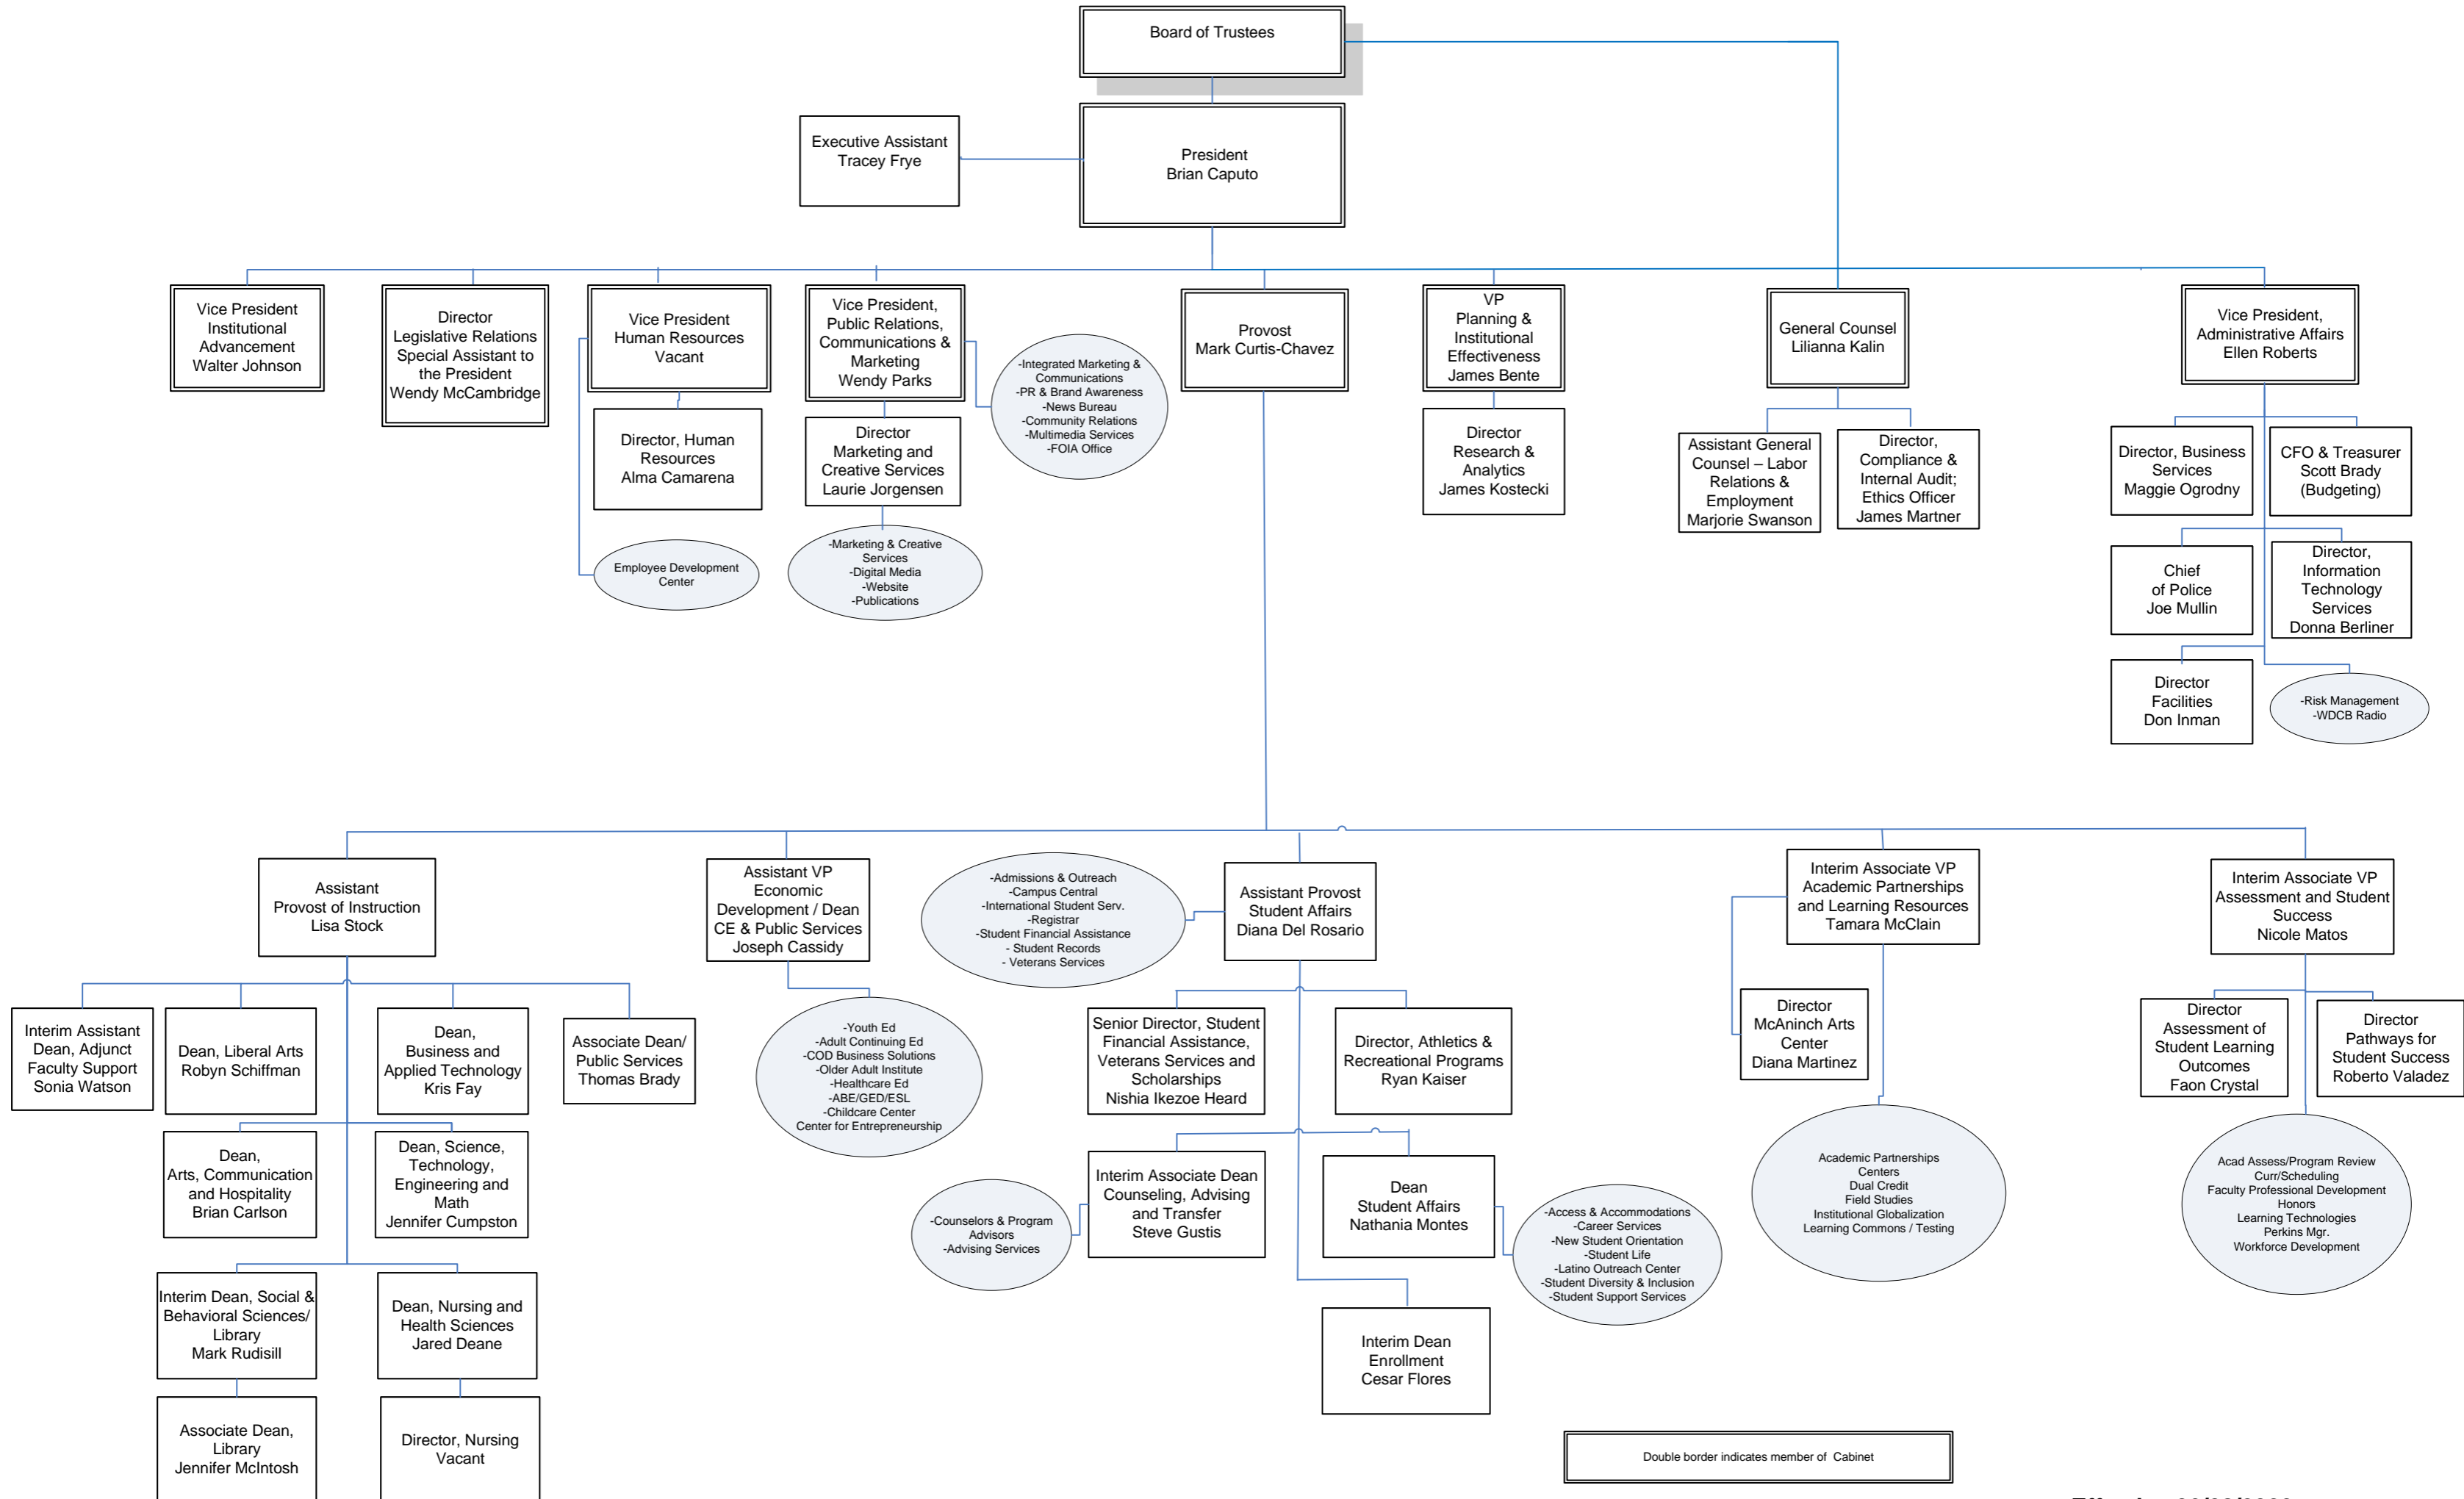 Board of Trustees
Executive Assistant
Tracey Frye
President
Brian Caputo
Vice President
Institutional
Advancement
Walter Johnson
Director
Legislative Relations
Special Assistant to
the President
Wendy McCambridge
Vice President
Human Resources
Vacant
Vice President,
Public Relations,
Communications &
Marketing
Wendy Parks
-Integrated Marketing &
Communications
-PR & Brand Awareness
-News Bureau
-Community Relations
-Multimedia Services
-FOIA Office
Provost
Mark Curtis-Chavez
VP
Planning &
Institutional
Effectiveness
James Bente
General Counsel
Lilianna Kalin
Vice President,
Administrative Affairs
Ellen Roberts
Director, Human
Resources
Alma Camarena
Director
Marketing and
Creative Services
Laurie Jorgensen
Director
Research &
Analytics
James Kostecki
Assistant General
Counsel – Labor
Relations &
Employment
Marjorie Swanson
Director,
Compliance &
Internal Audit;
Ethics Officer
James Martner
Director, Business
Services
Maggie Ogrodny
CFO & Treasurer
Scott Brady
(Budgeting)
Employee Development
Center
-Marketing & Creative
Services
-Digital Media
-Website
-Publications
Chief
of Police
Joe Mullin
Director,
Information
Technology
Services
Donna Berliner
Director
Facilities
Don Inman
-Risk Management
-WDCB Radio
Assistant
Provost of Instruction
Lisa Stock
Assistant VP
Economic
Development / Dean
CE & Public Services
Joseph Cassidy
-Admissions & Outreach
-Campus Central
-International Student Serv.
-Registrar
-Student Financial Assistance
- Student Records
- Veterans Services
Assistant Provost
Student Affairs
Diana Del Rosario
Interim Associate VP
Academic Partnerships
and Learning Resources
Tamara McClain
Interim Associate VP
Assessment and Student
Success
Nicole Matos
Interim Assistant
Dean, Adjunct
Faculty Support
Sonia Watson
Dean, Liberal Arts
Robyn Schiffman
Dean,
Business and
Applied Technology
Kris Fay
Associate Dean/
Public Services
Thomas Brady
-Youth Ed
-Adult Continuing Ed
-COD Business Solutions
-Older Adult Institute
-Healthcare Ed
-ABE/GED/ESL
-Childcare Center
Center for Entrepreneurship
Senior Director, Student
Financial Assistance,
Veterans Services and
Scholarships
Nishia Ikezoe Heard
Director, Athletics &
Recreational Programs
Ryan Kaiser
Director
McAninch Arts
Center
Diana Martinez
Director
Assessment of
Student Learning
Outcomes
Faon Crystal
Director
Pathways for
Student Success
Roberto Valadez
Dean,
Arts, Communication
and Hospitality
Brian Carlson
Dean, Science,
Technology,
Engineering and
Math
Jennifer Cumpston
-Counselors & Program
Advisors
-Advising Services
Interim Associate Dean
Counseling, Advising
and Transfer
Steve Gustis
Dean
Student Affairs
Nathania Montes
-Access & Accommodations
-Career Services
-New Student Orientation
-Student Life
-Latino Outreach Center
-Student Diversity & Inclusion
-Student Support Services
Academic Partnerships
Centers
Dual Credit
Field Studies
Institutional Globalization
Learning Commons / Testing
Acad Assess/Program Review
Curr/Scheduling
Faculty Professional Development
Honors
Learning Technologies
Perkins Mgr.
Workforce Development
Interim Dean, Social &
Behavioral Sciences/
Library
Mark Rudisill
Dean, Nursing and
Health Sciences
Jared Deane
Interim Dean
Enrollment
Cesar Flores
Associate Dean,
Library
Jennifer McIntosh
Director, Nursing
Vacant
Double border indicates member of Cabinet